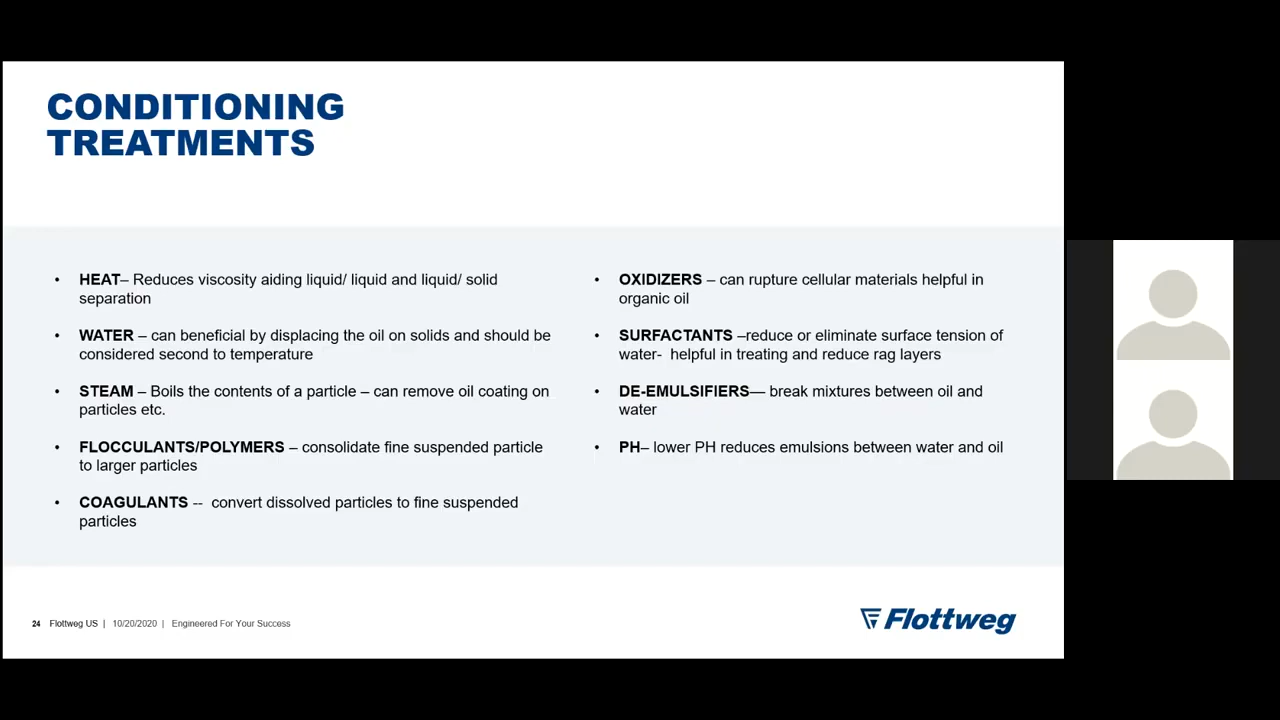 CONDITIONING
TREATMENTS
• HEAT– Reduces viscosity aiding liquid/ liquid and liquid/ solid
separation
• WATER – can beneficial by displacing the oil on solids and should be
considered second to temperature
• STEAM – Boils the contents of a particle – can remove oil coating on
particles etc.
• FLOCCULANTS/POLYMERS – consolidate fine suspended particle
to larger particles
• COAGULANTS -- convert dissolved particles to fine suspended
particles
• OXIDIZERS – can rupture cellular materials helpful in
organic oil
• SURFACTANTS –reduce or eliminate surface tension of
water- helpful in treating and reduce rag layers
• DE-EMULSIFIERS— break mixtures between oil and
water
• PH– lower PH reduces emulsions between water and oil
24 Flottweg US | 10/20/2020 | Engineered For Your Success
Flottweg